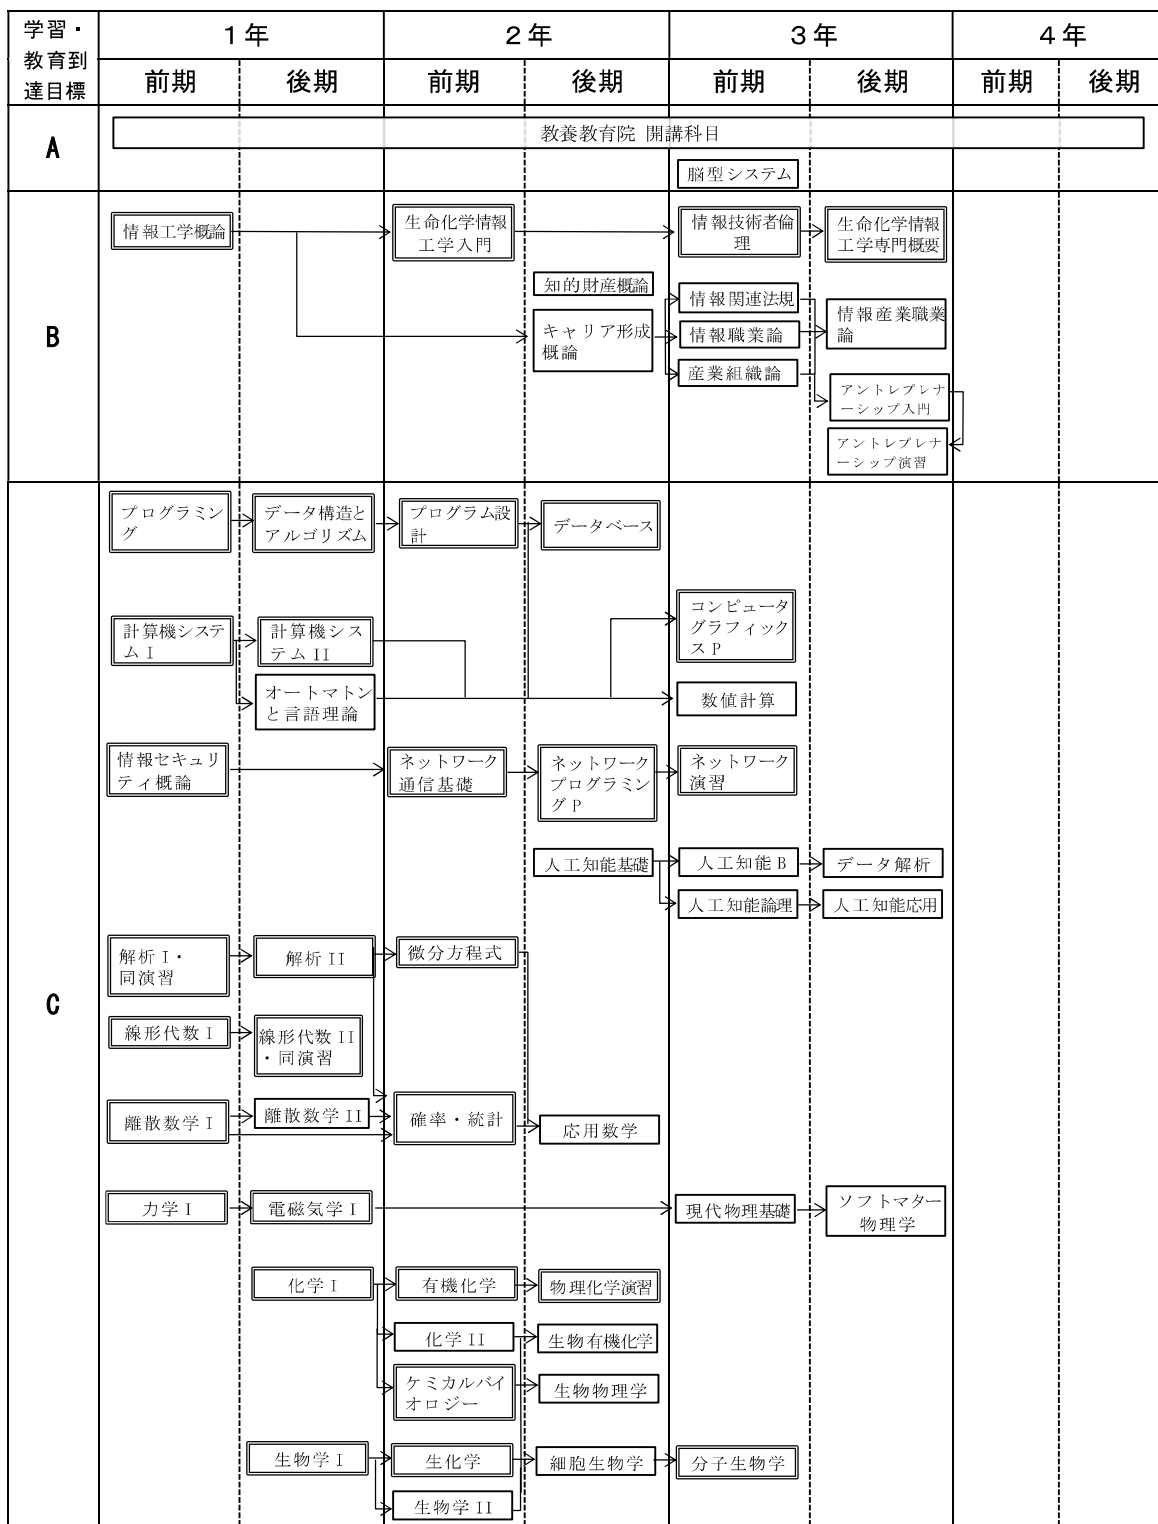 学習・
教育到
達目標
1年
2年
3年
4年
前期
後期
前期
後期
前期
後期
前期
後期
A
教養教育院 開講科目
脳型システム
B
情報工学概論
生命化学情報
工学入門
情報技術者倫
理
生命化学情報
工学専門概要
知的財産概論
キャリア形成
概論
情報関連法規
情報職業論
産業組織論
情報産業職業
論
アントレプレナ
ーシップ入門
アントレプレナ
ーシップ演習
C
プログラミン
グ
データ構造と
アルゴリズム
プログラム設
計
データベース
計算機システ
ムI
計算機シス
テムII
オートマトン
と言語理論
コンピュータ
グラフィック
スP
数値計算
情報セキュリ
ティ概論
ネットワーク
通信基礎
ネットワーク
プログラミン
グP
ネットワーク
演習
人工知能基礎
人工知能B
データ解析
人工知能論理
人工知能応用
解析I・
同演習
解析II
微分方程式
線形代数I
線形代数II
・同演習
離散数学I
離散数学II
確率・統計
応用数学
力学I
電磁気学I
現代物理基礎
ソフトマター
物理学
化学I
有機化学
物理化学演習
化学II
生物有機化学
ケミカルバイ
オロジー
生物物理学
生物学I
生化学
細胞生物学
分子生物学
生物学II